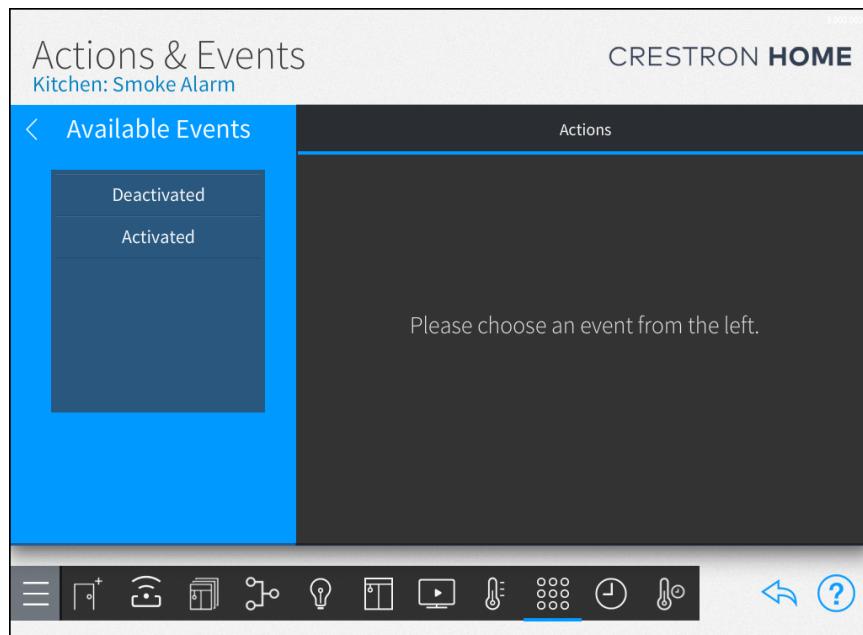 Actions & Events
CRESTRON HOME
Kitchen: Smoke Alarm
Available Events
Actions
Deactivated
Activated
Please choose an event from the left.
?